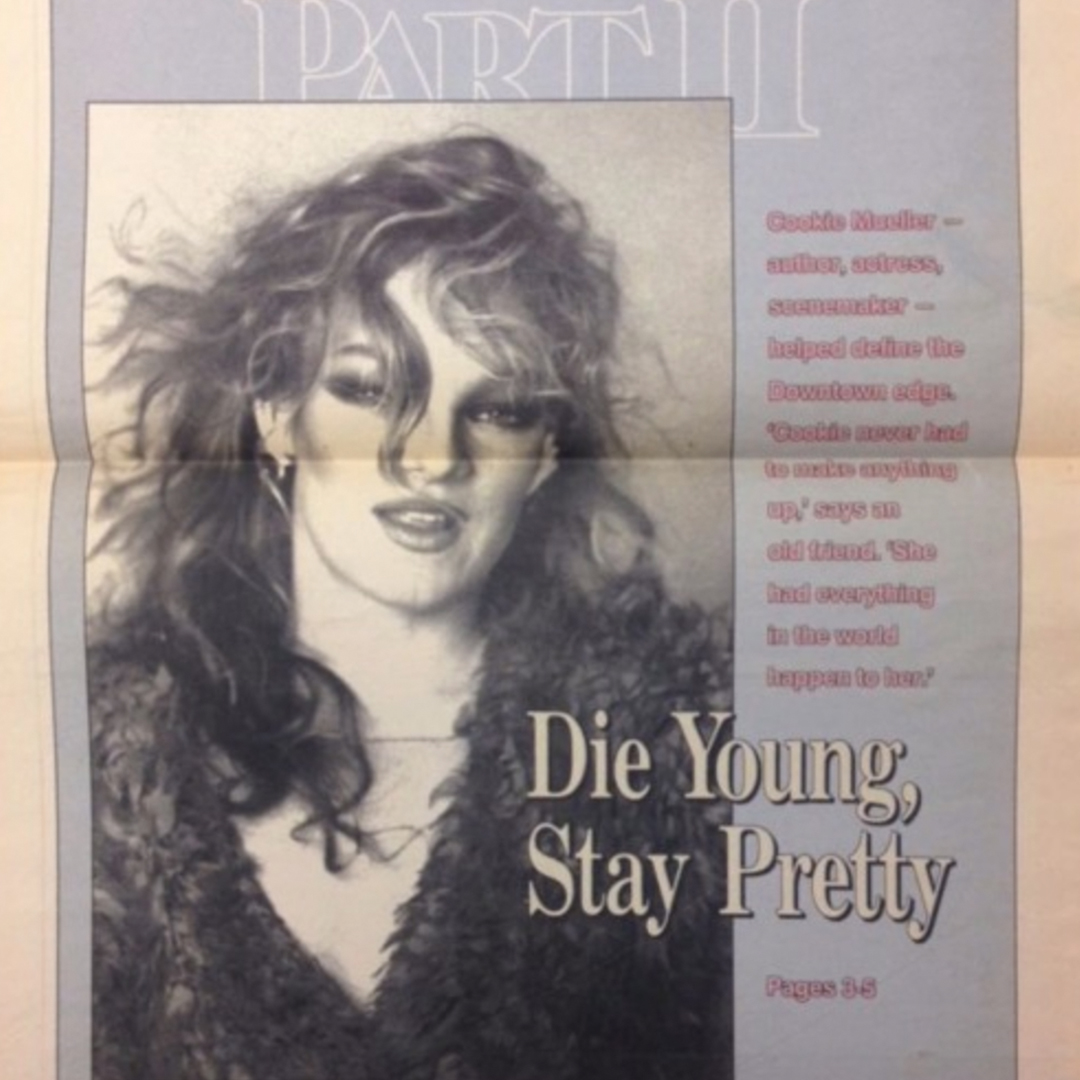 PART II
Cookie Mueller —
author, actress,
scenemaker —
helped define the
Downtown edge.
'Cookie never had
to make anything
up,' says an
old friend. 'She
had everything
in the world
happen to her.'
Die Young,
Stay Pretty
Pages 3-5